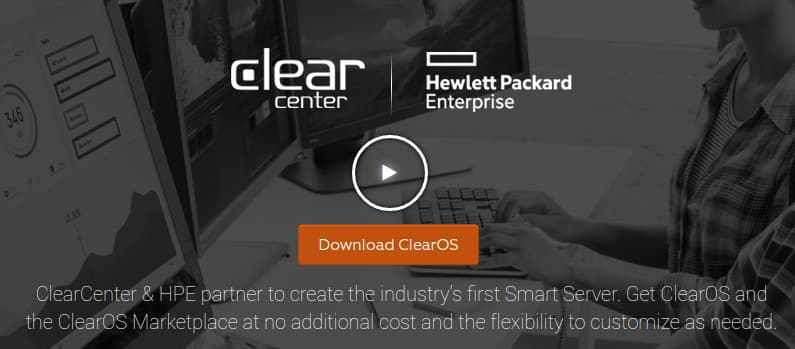 clear
center
Hewlett Packard
Enterprise
346
Download ClearOS
ClearCenter & HPE partner to create the industry's first Smart Server. Get ClearOS and
the ClearOS Marketplace at no additional cost and the flexibility to customize as needed.